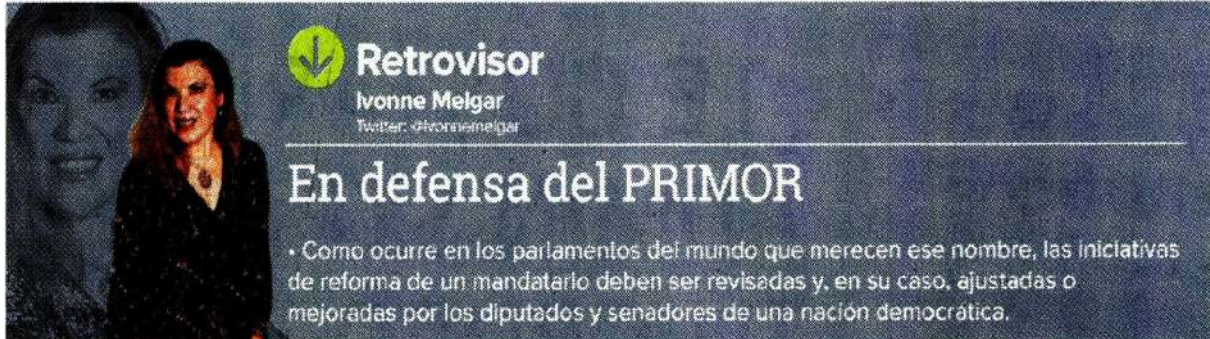 Retrovisor
Ivonne Melgar
Twitter: @ivonnemelgar
En defensa del PRIMOR
• Como ocurre en los parlamentos del mundo que merecen ese nombre, las iniciativas
de reforma de un mandatario deben ser revisadas y, en su caso, ajustadas o
mejoradas por los diputados y senadores de una nación democrática.